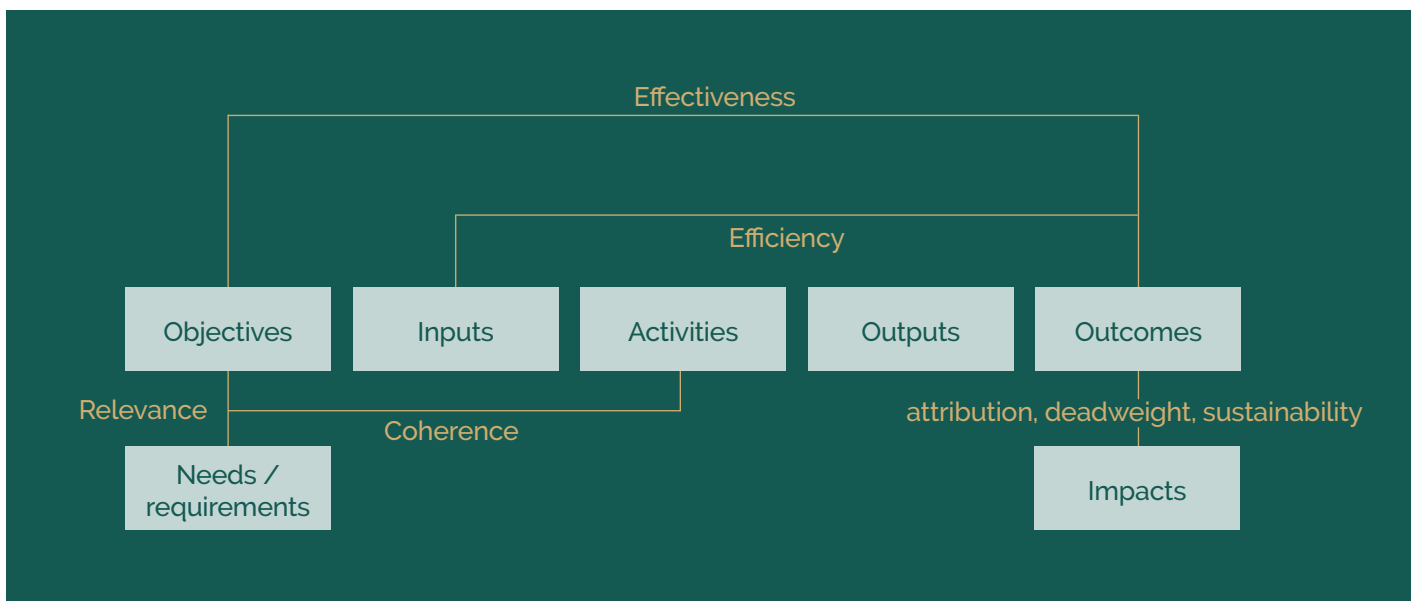 Effectiveness
Efficiency
Objectives
Inputs
Activities
Outputs
Outcomes
Relevance
Coherence
attribution, deadweight, sustainability
Needs /
requirements
Impacts